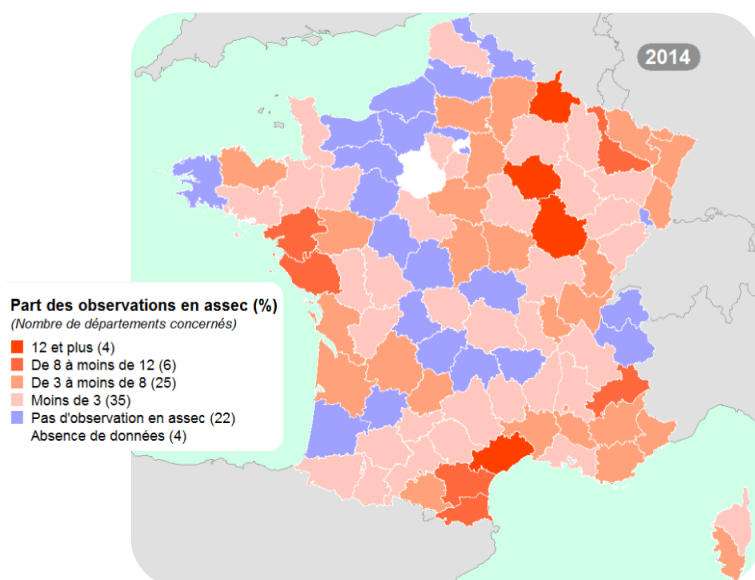 2014
Part des observations en assec (%)
(Nombre de départements concernés)
12 et plus (4)
De 8 à moins de 12 (6)
De 3 à moins de 8 (25)
Moins de 3 (35)
Pas d'observation en assec (22)
Absence de données (4)